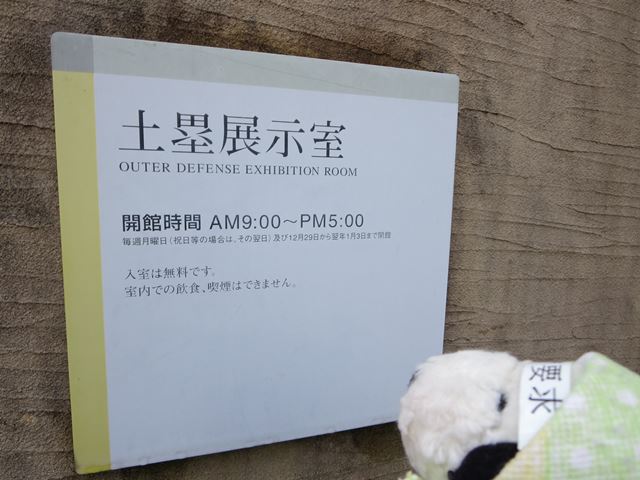 土塁展示室
OUTER DEFENSE EXHIBITION ROOM
開館時間 AM9:00～PM5:00
毎週月曜日(祝日等の場合は、その翌日)及び12月29日から翌年1月3日まで閉館
入室は無料です。
室内での飲食、喫煙はできません。
要求